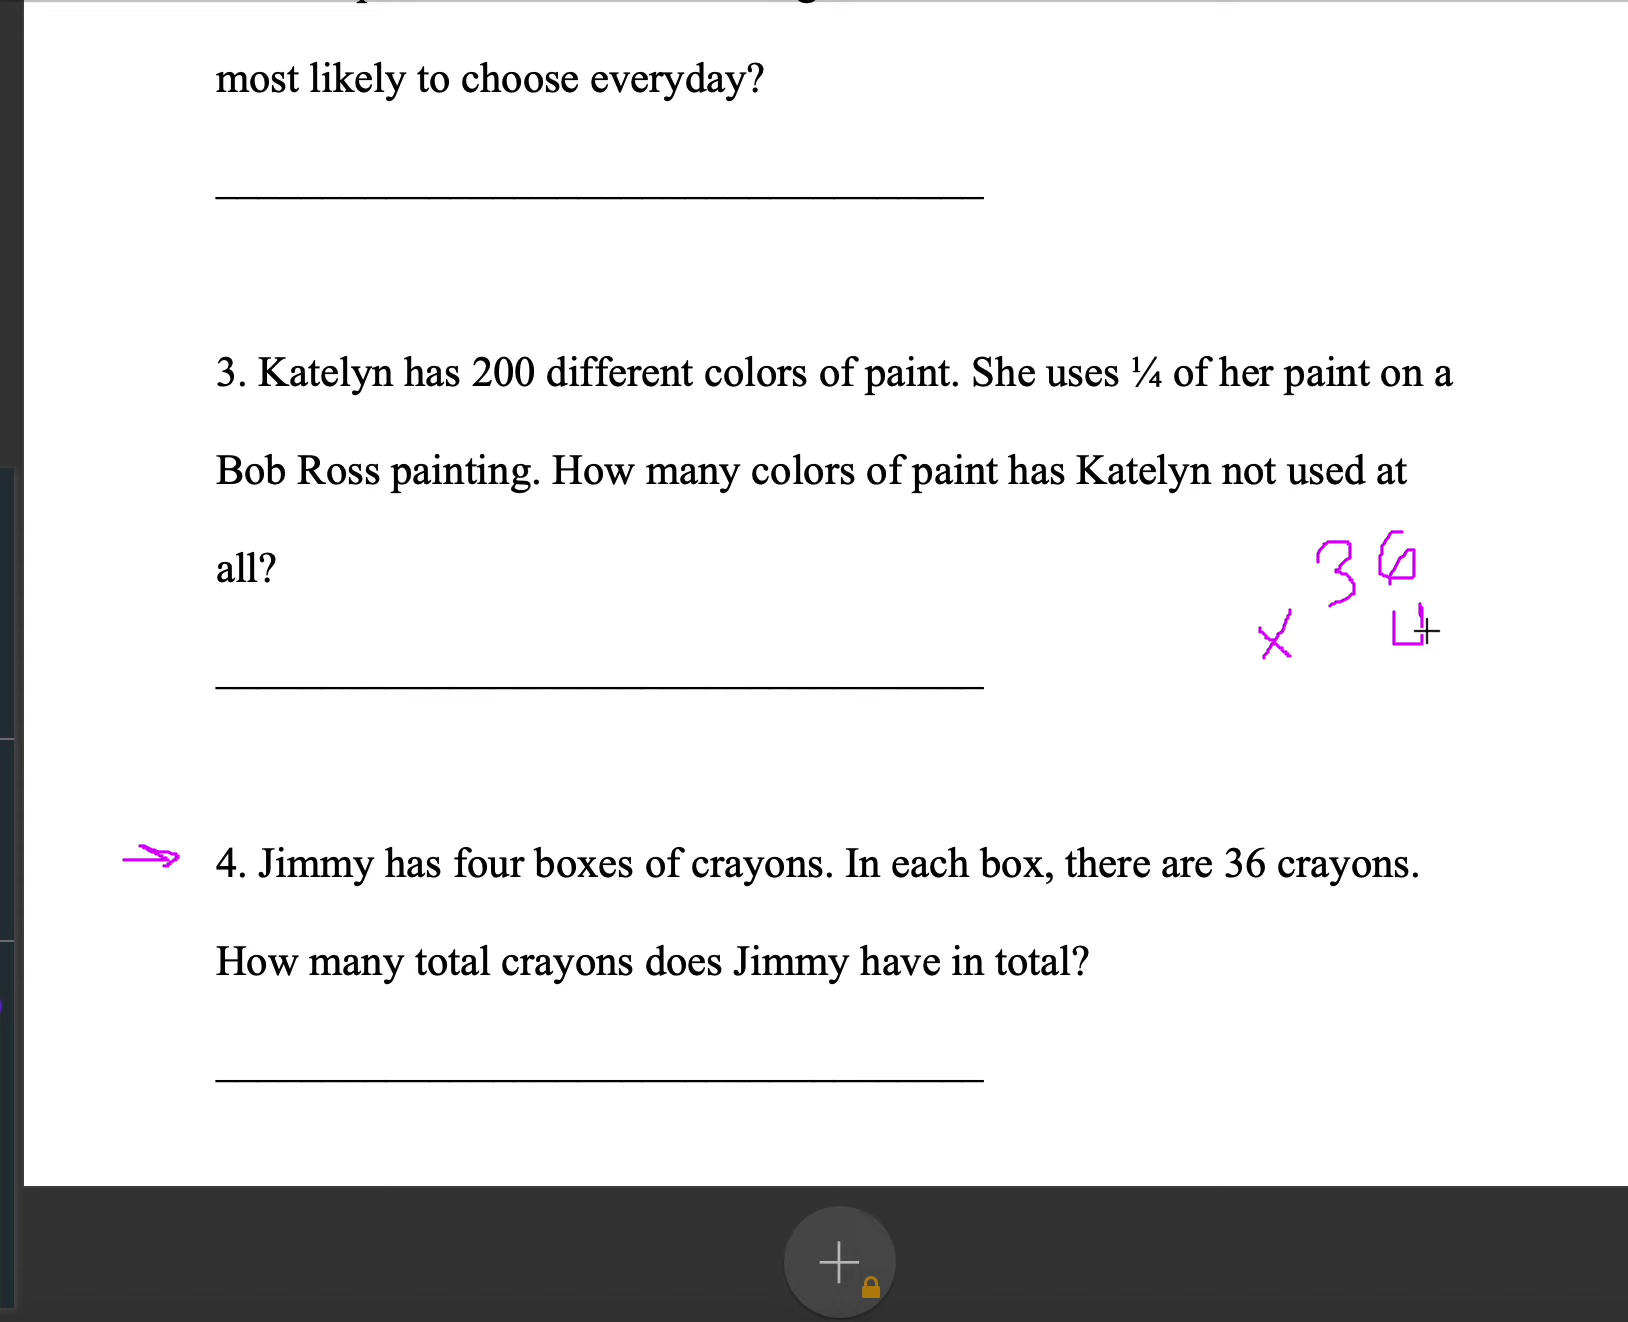 most likely to choose everyday?
3. Katelyn has 200 different colors of paint. She uses ¼ of her paint on a
Bob Ross painting. How many colors of paint has Katelyn not used at
all?
36
x 4
4. Jimmy has four boxes of crayons. In each box, there are 36 crayons.
How many total crayons does Jimmy have in total?